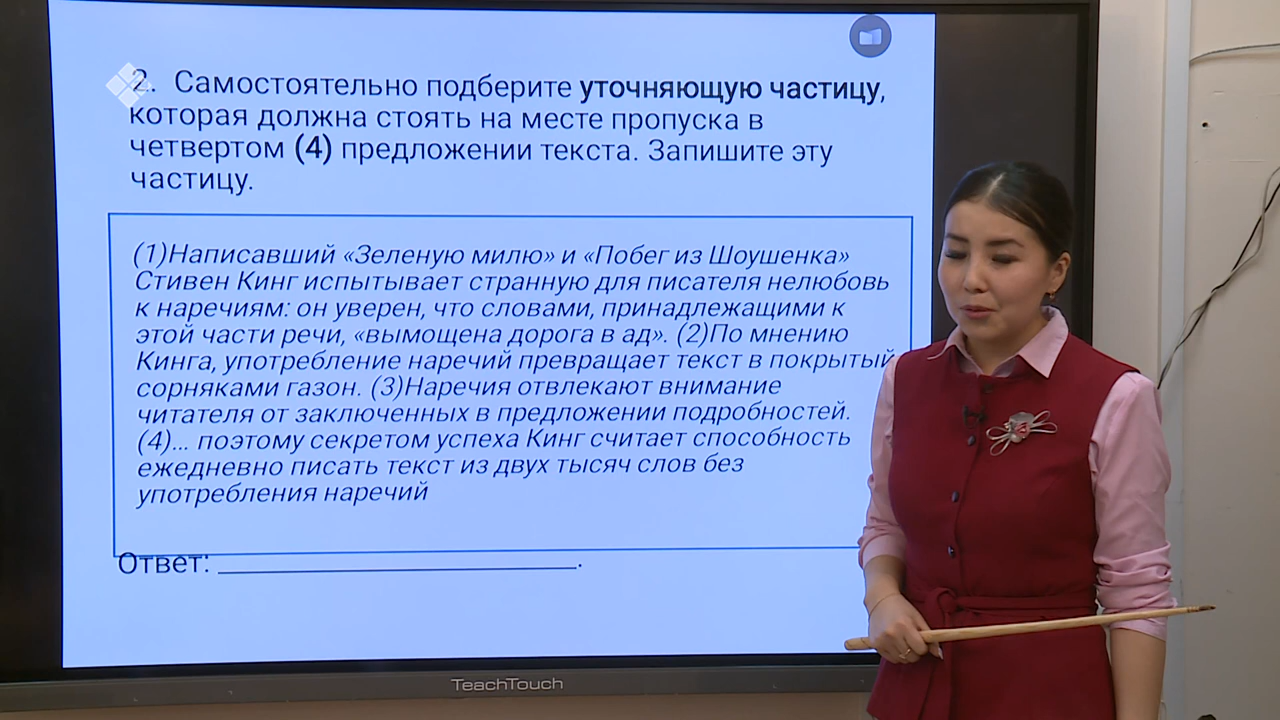 2. Самостоятельно подберите уточняющую частицу,
которая должна стоять на месте пропуска в
четвертом (4) предложении текста. Запишите эту
частицу.
(1)Написавший «Зеленую милю» и «Побег из Шоушенка»
Стивен Кинг испытывает странную для писателя нелюбовь
к наречиям: он уверен, что словами, принадлежащими к
этой части речи, «вымощена дорога в ад». (2)По мнению
Кинга, употребление наречий превращает текст в покрытый
сорняками газон. (3)Наречия отвлекают внимание
читателя от заключенных в предложении подробностей.
(4)... поэтому секретом успеха Кинг считает способность
ежедневно писать текст из двух тысяч слов без
употребления наречий
Ответ: ______________________.
TeachTouch